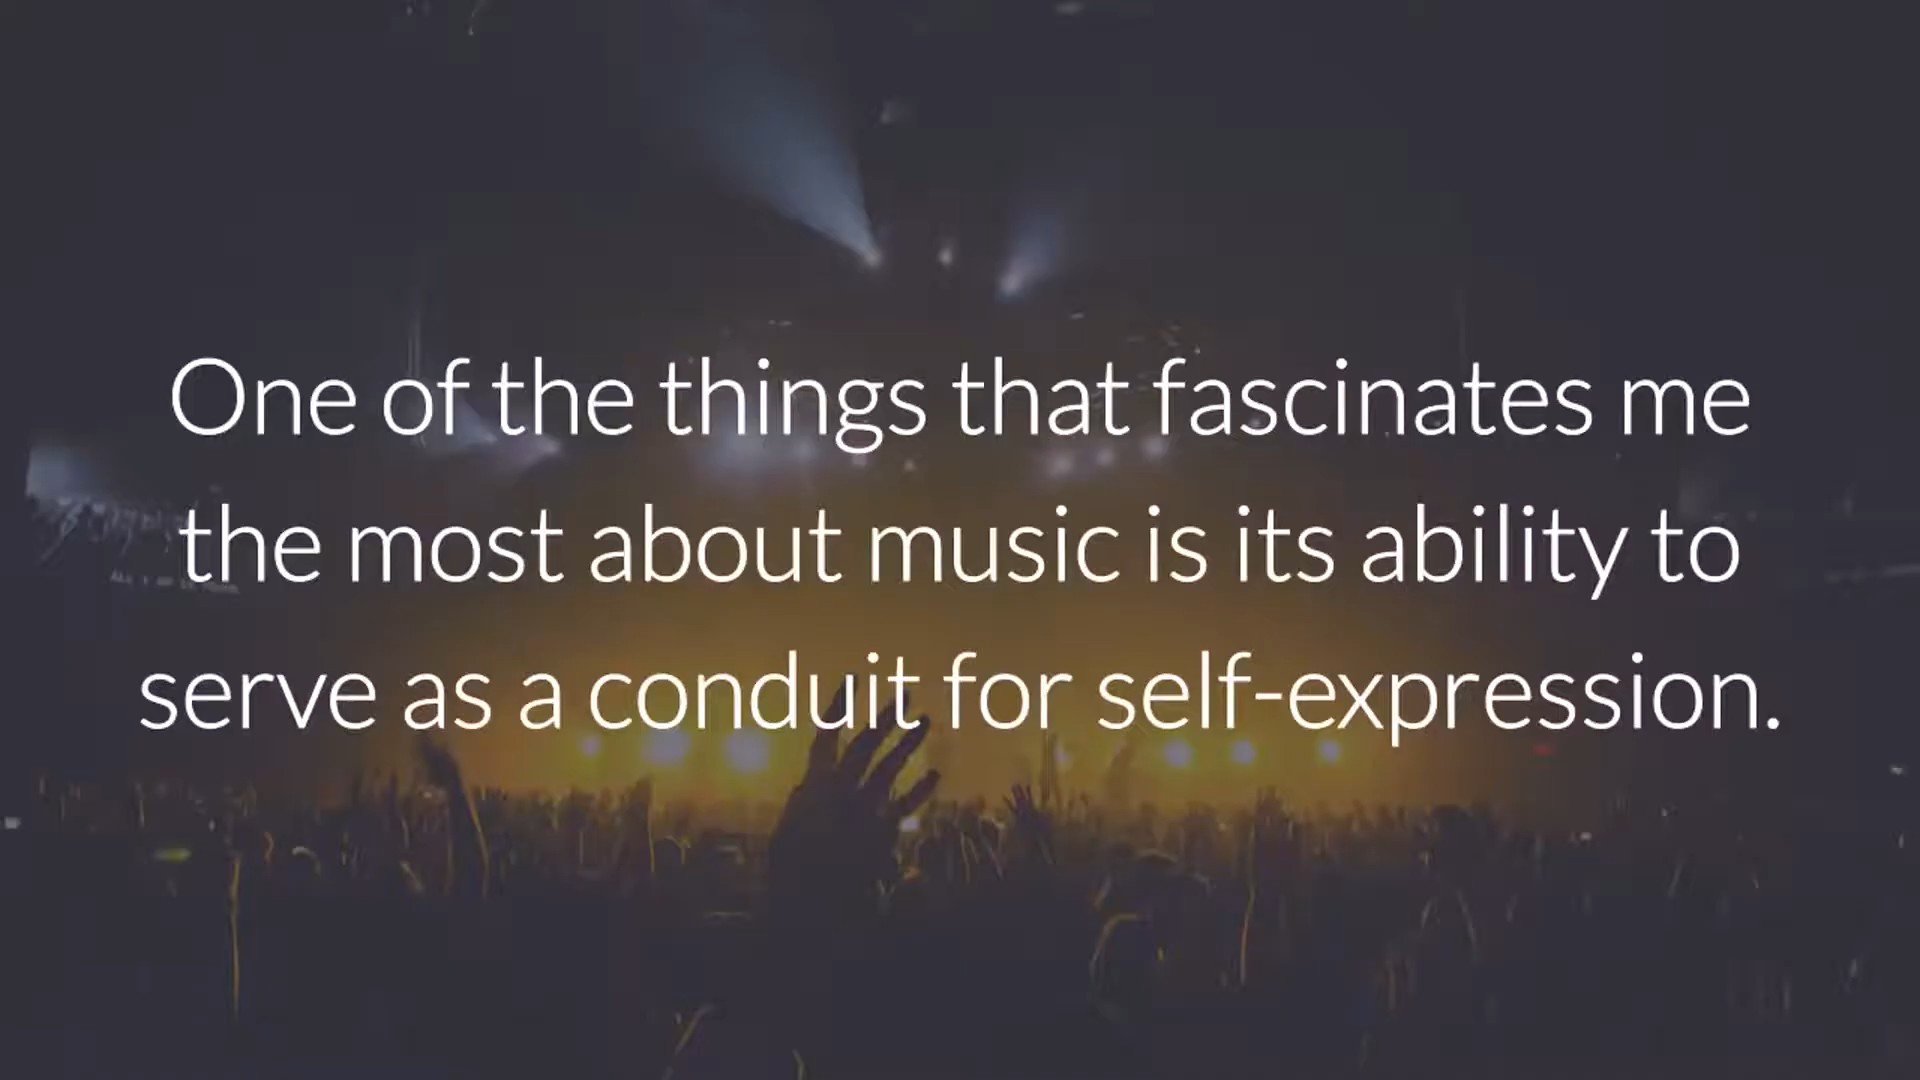 One of the things that fascinates me
the most about music is its ability to
serve as a conduit for self-expression.